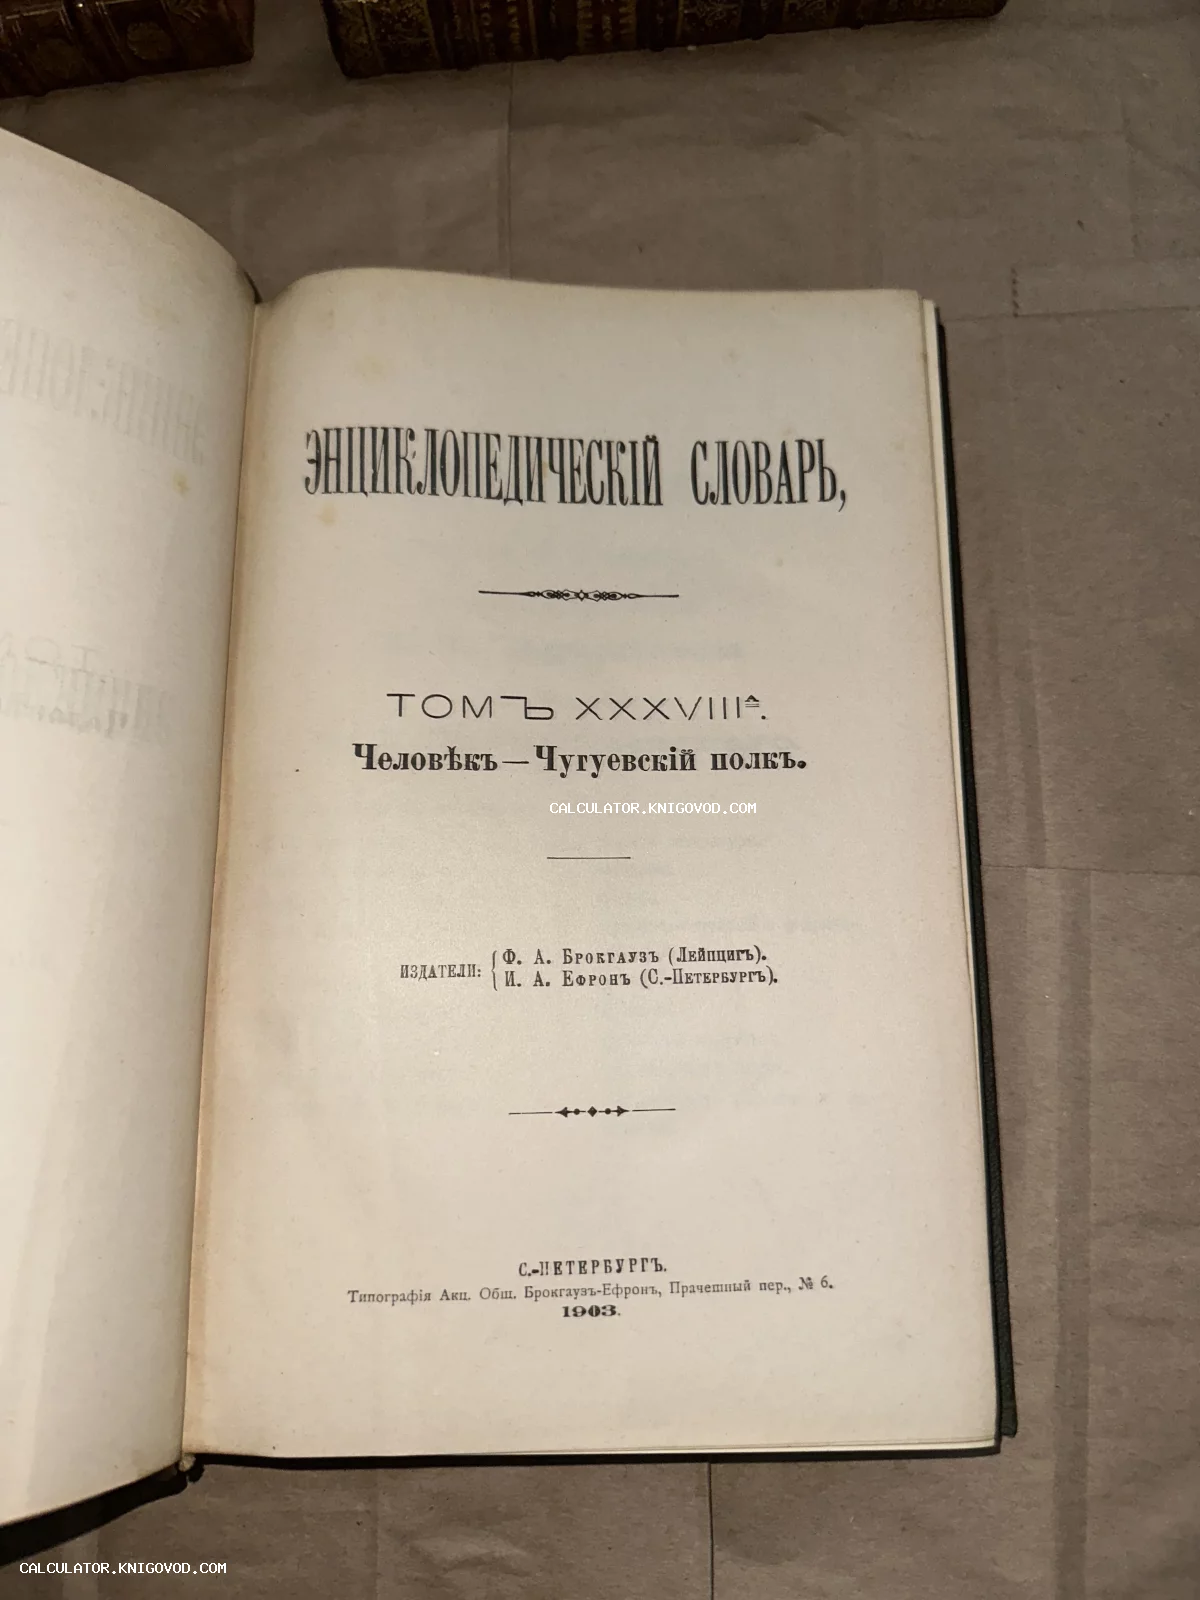 ЭНЦИКЛОПЕДИЧЕСКІЙ СЛОВАРЬ,
ТОМЪ XXXVIIIᴬ.
Человѣкъ—Чугуевскій полкъ.
CALCULATOR.KNIGOVOD.COM
ИЗДАТЕЛИ: { Ф. А. БРОКГАУЗЪ (ЛЕЙПЦИГЪ).
И. А. ЕФРОНЪ (С.-ПЕТЕРБУРГЪ).
С.-ПЕТЕРБУРГЪ.
Типографія Акц. Общ. Брокгаузъ-Ефронъ, Прачешный пер., № 6.
1903.
CALCULATOR.KNIGOVOD.COM